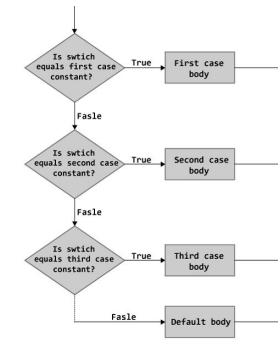 Is swtich
equals first case
constant?
True
First case
body
Fasle
Is swtich
equals second case
constant?
True
Second case
body
Fasle
Is swtich
equals third case
constant?
True
Third case
body
Fasle
Default body